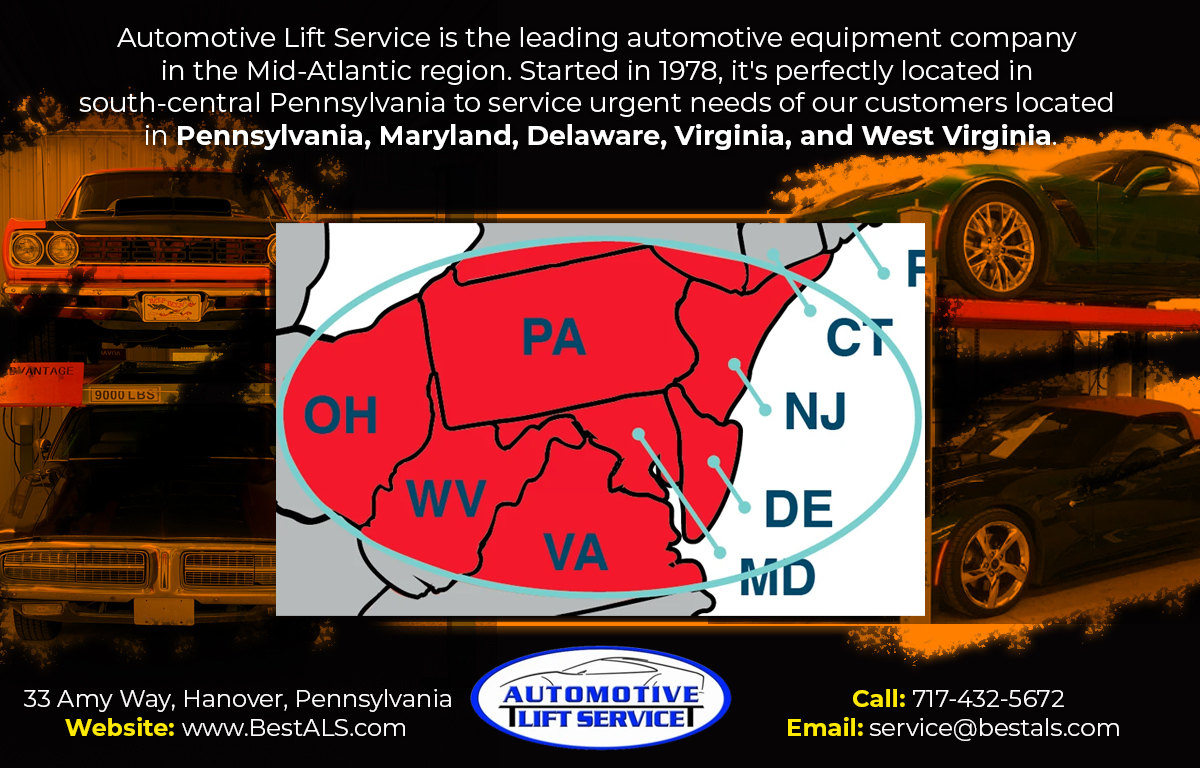 Automotive Lift Service is the leading automotive equipment company
in the Mid-Atlantic region. Started in 1978, it's perfectly located in
south-central Pennsylvania to service urgent needs of our customers located
in Pennsylvania, Maryland, Delaware, Virginia, and West Virginia.
CT
PA
NJ
OH
WV
DE
VA
MD
9000 LBS
AUTOMOTIVE
LIFT SERVICE
33 Amy Way, Hanover, Pennsylvania
Website: www.BestALS.com
Call: 717-432-5672
Email: service@bestals.com